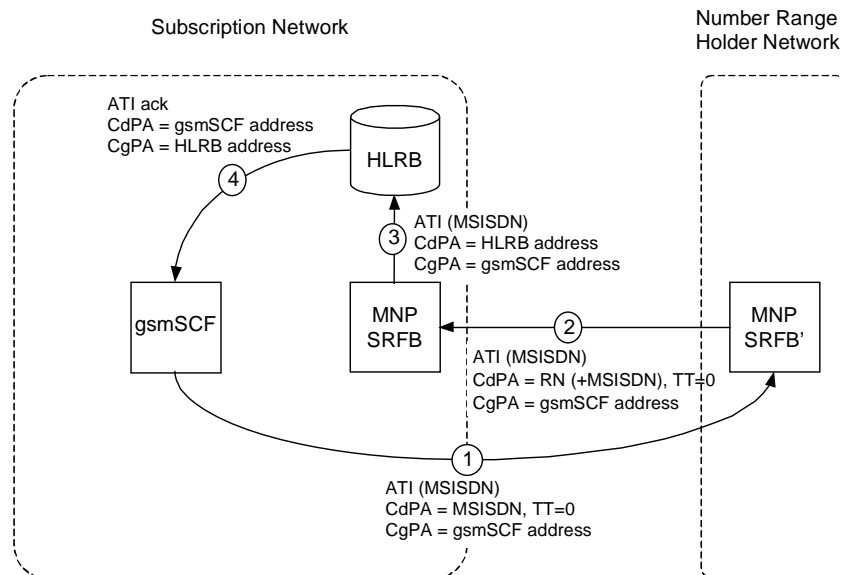 Subscription Network
Number Range
Holder Network
ATI ack
CdPA = gsmSCF address
CgPA = HLRB address
4
HLRB
3
ATI (MSISDN)
CdPA = HLRB address
CgPA = gsmSCF address
gsmSCF
MNP
SRFB
2
MNP
SRFB'
ATI (MSISDN)
CdPA = RN (+MSISDN), TT=0
CgPA = gsmSCF address
1
ATI (MSISDN)
CdPA = MSISDN, TT=0
CgPA = gsmSCF address